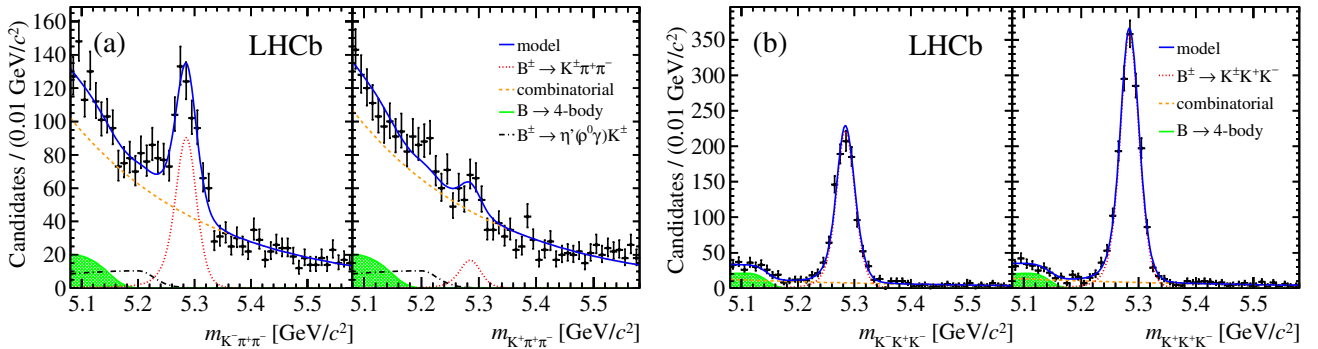 (a) LHCb
Candidates / (0.01 GeV/c²)
160
140
120
100
80
60
40
20
0
5.1 5.2 5.3 5.4 5.5
m_K⁻π⁺π⁻ [GeV/c²]
model
B± → K±π⁺π⁻
combinatorial
B → 4-body
B± → η'(ρ⁰γ)K±
5.1 5.2 5.3 5.4 5.5
m_K⁺π⁺π⁻ [GeV/c²]
(b) LHCb
Candidates / (0.01 GeV/c²)
350
300
250
200
150
100
50
0
5.1 5.2 5.3 5.4 5.5
m_K⁻K⁺K⁻ [GeV/c²]
model
B± → K±K⁺K⁻
combinatorial
B → 4-body
5.1 5.2 5.3 5.4 5.5
m_K⁺K⁺K⁻ [GeV/c²]